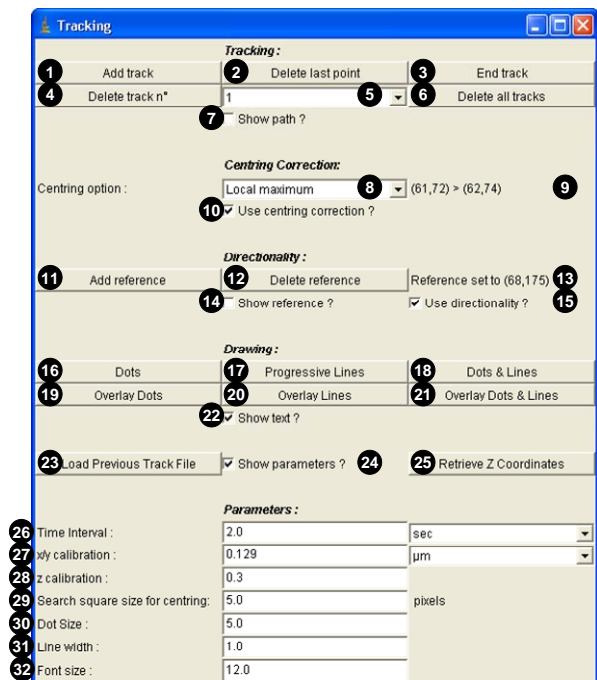 Tracking
Tracking :
1 Add track 2 Delete last point 3 End track
4 Delete track n° 1 5 6 Delete all tracks
7 Show path ?
Centring Correction:
Centring option : Local maximum 8 (61,72) > (62,74) 9
10 Use centring correction ?
Directionality :
11 Add reference 12 Delete reference Reference set to (68,175) 13
14 Show reference ? Use directionality ? 15
Drawing :
16 Dots 17 Progressive Lines 18 Dots & Lines
19 Overlay Dots 20 Overlay Lines 21 Overlay Dots & Lines
22 Show text ?
23 Load Previous Track File Show parameters ? 24 25 Retrieve Z Coordinates
Parameters :
26 Time Interval : 2.0 sec
27 x/y calibration : 0.129 µm
28 z calibration : 0.3
29 Search square size for centring: 5.0 pixels
30 Dot Size : 5.0
31 Line width : 1.0
32 Font size : 12.0